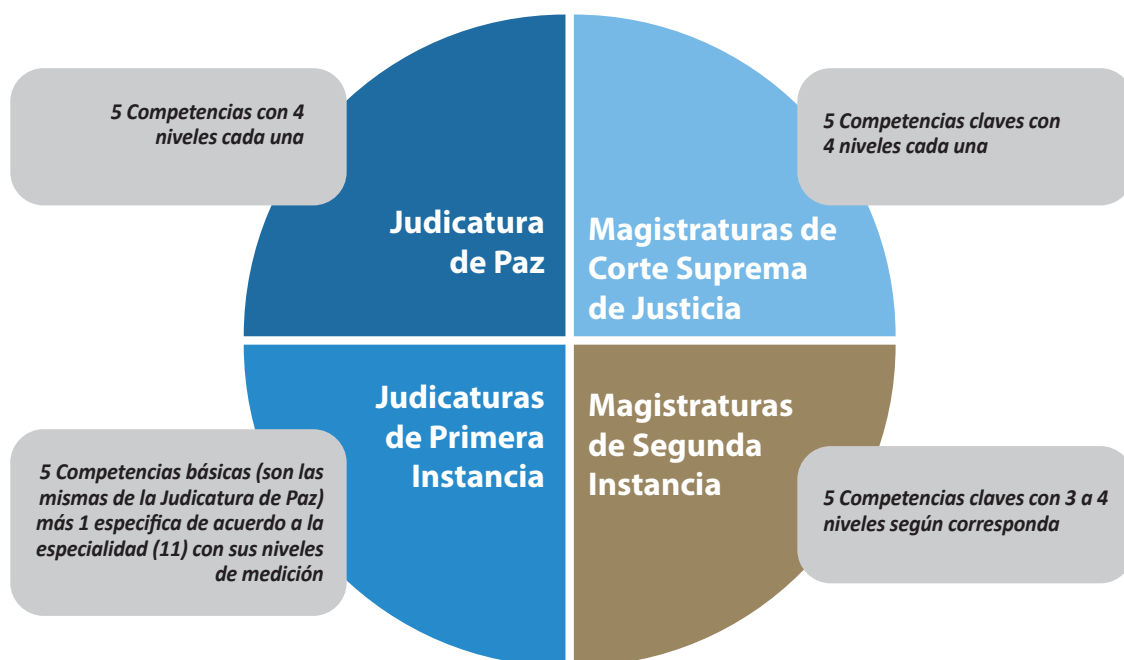 5 Competencias con 4
niveles cada una
5 Competencias claves con
4 niveles cada una
Judicatura
de Paz
Magistraturas de
Corte Suprema
de Justicia
Judicaturas
de Primera
Instancia
Magistraturas
de Segunda
Instancia
5 Competencias básicas (son las
mismas de la Judicatura de Paz)
más 1 especifica de acuerdo a la
especialidad (11) con sus niveles
de medición
5 Competencias claves con 3 a 4
niveles según corresponda